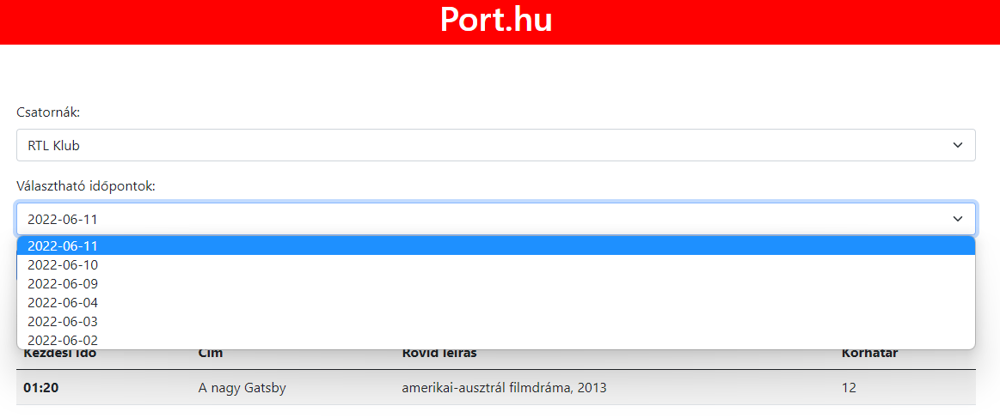 Port.hu
Csatornák:
RTL Klub
Választható időpontok:
2022-06-11
2022-06-11
2022-06-10
2022-06-09
2022-06-04
2022-06-03
2022-06-02
Kezdési idő Cím Rövid leírás Korhatár
01:20 A nagy Gatsby amerikai-ausztrál filmdráma, 2013 12